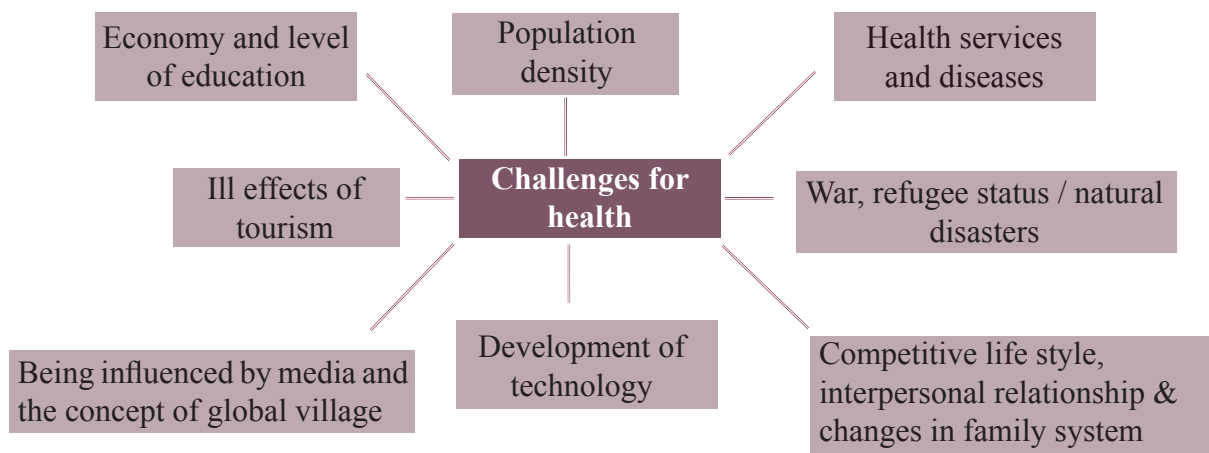 Economy and level
of education
Population
density
Health services
and diseases
Ill effects of
tourism
Challenges for
health
War, refugee status / natural
disasters
Being influenced by media and
the concept of global village
Development of
technology
Competitive life style,
interpersonal relationship &
changes in family system